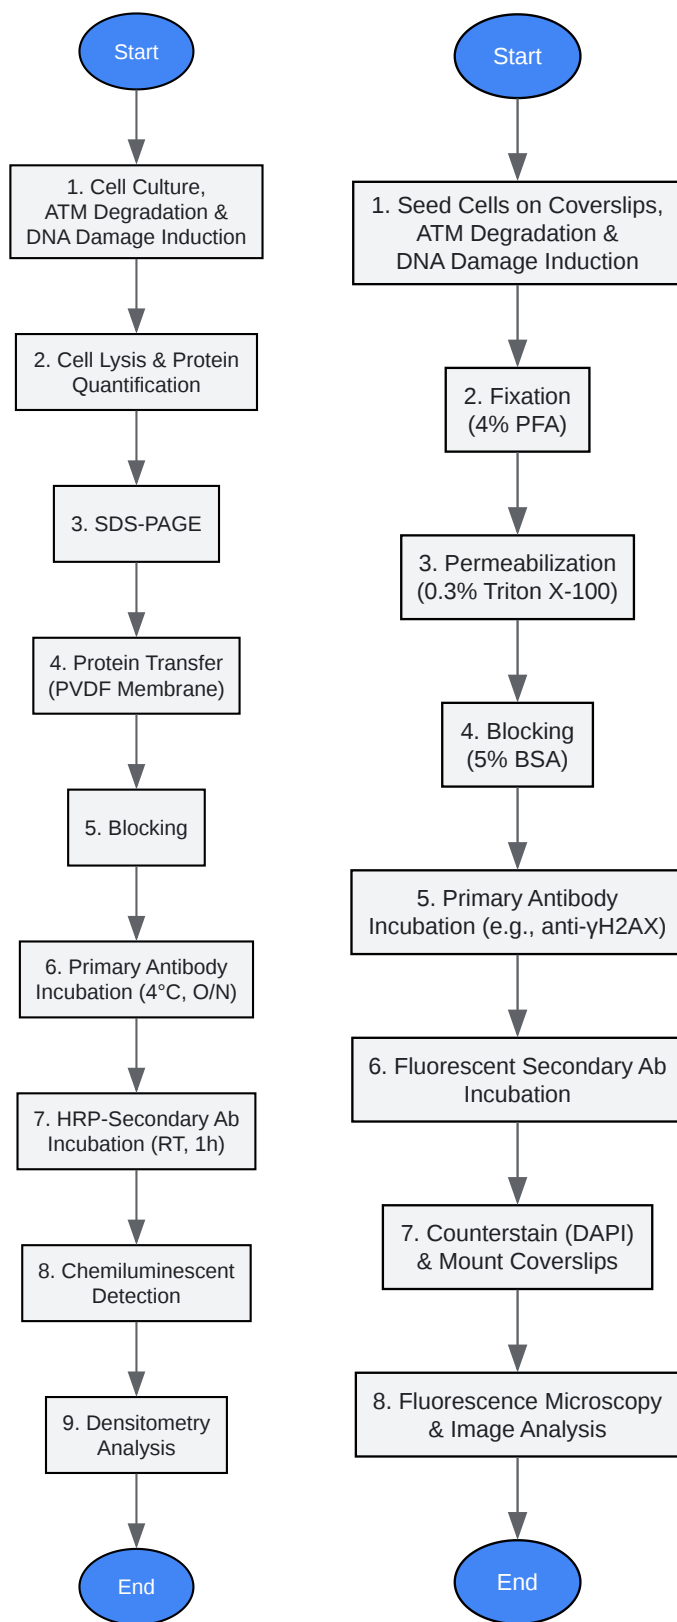 Start
1. Cell Culture,
ATM Degradation &
DNA Damage Induction
2. Cell Lysis & Protein
Quantification
3. SDS-PAGE
4. Protein Transfer
(PVDF Membrane)
5. Blocking
6. Primary Antibody
Incubation (4°C, O/N)
7. HRP-Secondary Ab
Incubation (RT, 1h)
8. Chemiluminescent
Detection
9. Densitometry
Analysis
End
Start
1. Seed Cells on Coverslips,
ATM Degradation &
DNA Damage Induction
2. Fixation
(4% PFA)
3. Permeabilization
(0.3% Triton X-100)
4. Blocking
(5% BSA)
5. Primary Antibody
Incubation (e.g., anti-γH2AX)
6. Fluorescent Secondary Ab
Incubation
7. Counterstain (DAPI)
& Mount Coverslips
8. Fluorescence Microscopy
& Image Analysis
End